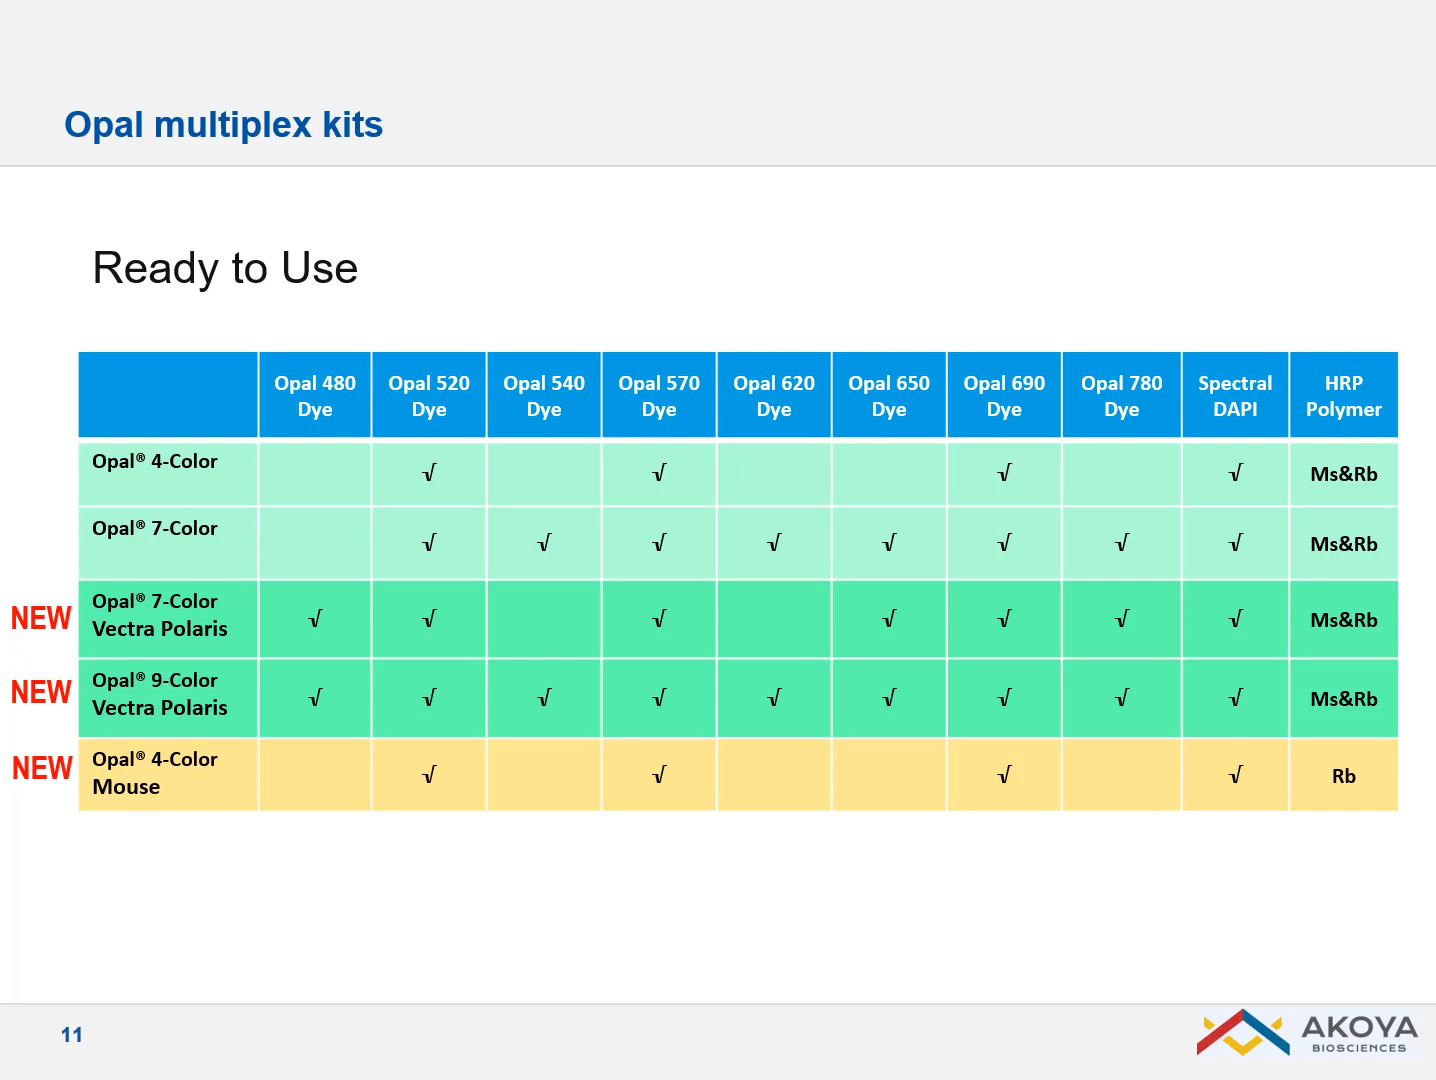 Opal multiplex kits
Ready to Use
Opal 480 Dye Opal 520 Dye Opal 540 Dye Opal 570 Dye Opal 620 Dye Opal 650 Dye Opal 690 Dye Opal 780 Dye Spectral DAPI HRP Polymer
Opal® 4-Color √ √ √ √ Ms&Rb
Opal® 7-Color √ √ √ √ √ √ √ √ Ms&Rb
NEW Opal® 7-Color Vectra Polaris √ √ √ √ √ √ √ Ms&Rb
NEW Opal® 9-Color Vectra Polaris √ √ √ √ √ √ √ √ √ Ms&Rb
NEW Opal® 4-Color Mouse √ √ √ √ Rb
11
AKOYA
BIOSCIENCES